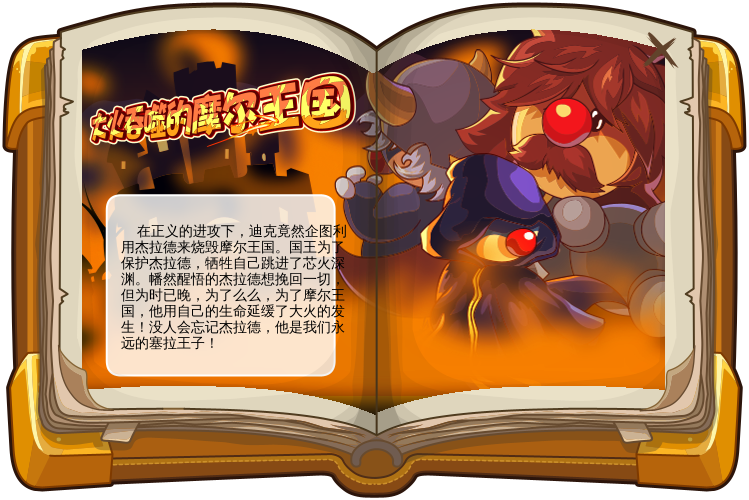 大火吞噬的摩尔王国
在正义的进攻下，迪克竟然企图利
用杰拉德来烧毁摩尔王国。国王为了
保护杰拉德，牺牲自己跳进了芯火深
渊。幡然醒悟的杰拉德想挽回一切，
但为时已晚，为了么么，为了摩尔王
国，他用自己的生命延缓了大火的发
生！没人会忘记杰拉德，他是我们永
远的塞拉王子！